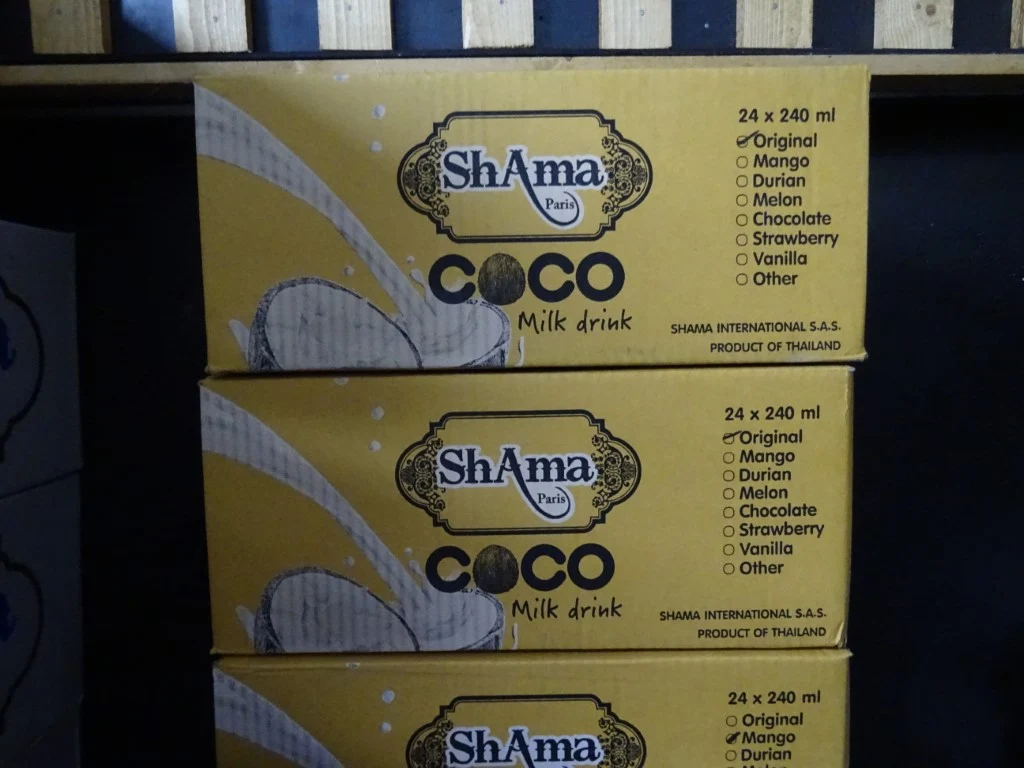 ShAma
Paris
COCO
Milk drink
24 x 240 ml
Original
Mango
Durian
Melon
Chocolate
Strawberry
Vanilla
Other
SHAMA INTERNATIONAL S.A.S.
PRODUCT OF THAILAND
ShAma
Paris
COCO
Milk drink
24 x 240 ml
Original
Mango
Durian
Melon
Chocolate
Strawberry
Vanilla
Other
SHAMA INTERNATIONAL S.A.S.
PRODUCT OF THAILAND
ShAma
24 x 240 ml
Original
Mango
Durian